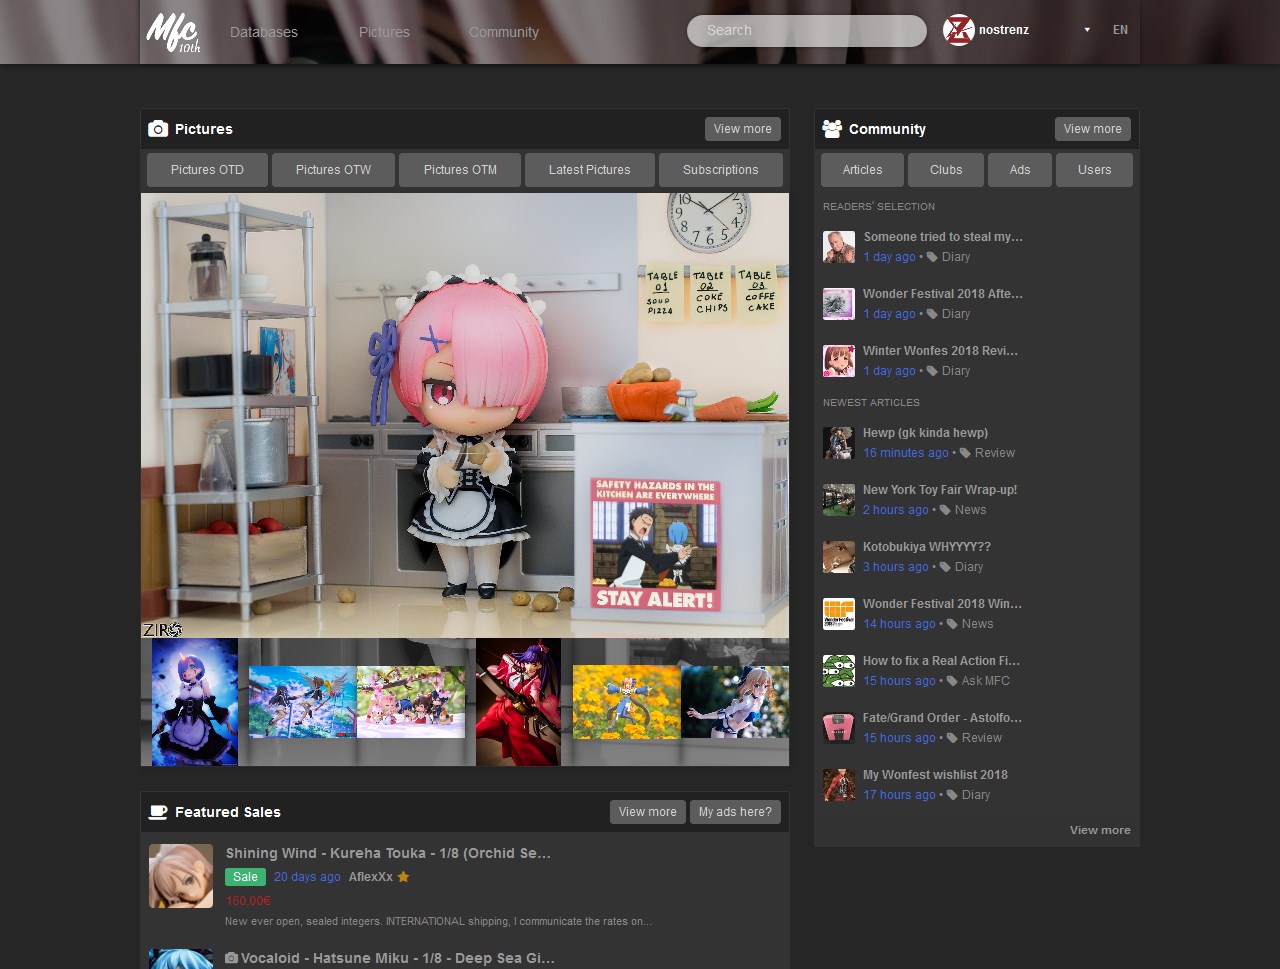 Mfc
10th
Databases
Pictures
Community
Search
nostrenz
EN
Pictures
View more
Pictures OTD
Pictures OTW
Pictures OTM
Latest Pictures
Subscriptions
TABLE 01 SOUP PIZZA
TABLE 02 COKE CHIPS
TABLE 03 COFFE CAKE
SAFETY HAZARDS IN THE
KITCHEN ARE EVERYWHERE
STAY ALERT!
ZIRO
Featured Sales
View more
My ads here?
Shining Wind - Kureha Touka - 1/8 (Orchid Se...
Sale 20 days ago AflexXx
160,00€
New ever open, sealed integers. INTERNATIONAL shipping, I communicate the rates on...
Vocaloid - Hatsune Miku - 1/8 - Deep Sea Gi...
Community
View more
Articles
Clubs
Ads
Users
READERS' SELECTION
Someone tried to steal my...
1 day ago • Diary
Wonder Festival 2018 Afte...
1 day ago • Diary
Winter Wonfes 2018 Revi...
1 day ago • Diary
NEWEST ARTICLES
Hewp (gk kinda hewp)
16 minutes ago • Review
New York Toy Fair Wrap-up!
2 hours ago • News
Kotobukiya WHYYYY??
3 hours ago • Diary
Wonder Festival 2018 Win...
14 hours ago • News
How to fix a Real Action Fi...
15 hours ago • Ask MFC
Fate/Grand Order - Astolfo...
15 hours ago • Review
My Wonfest wishlist 2018
17 hours ago • Diary
View more